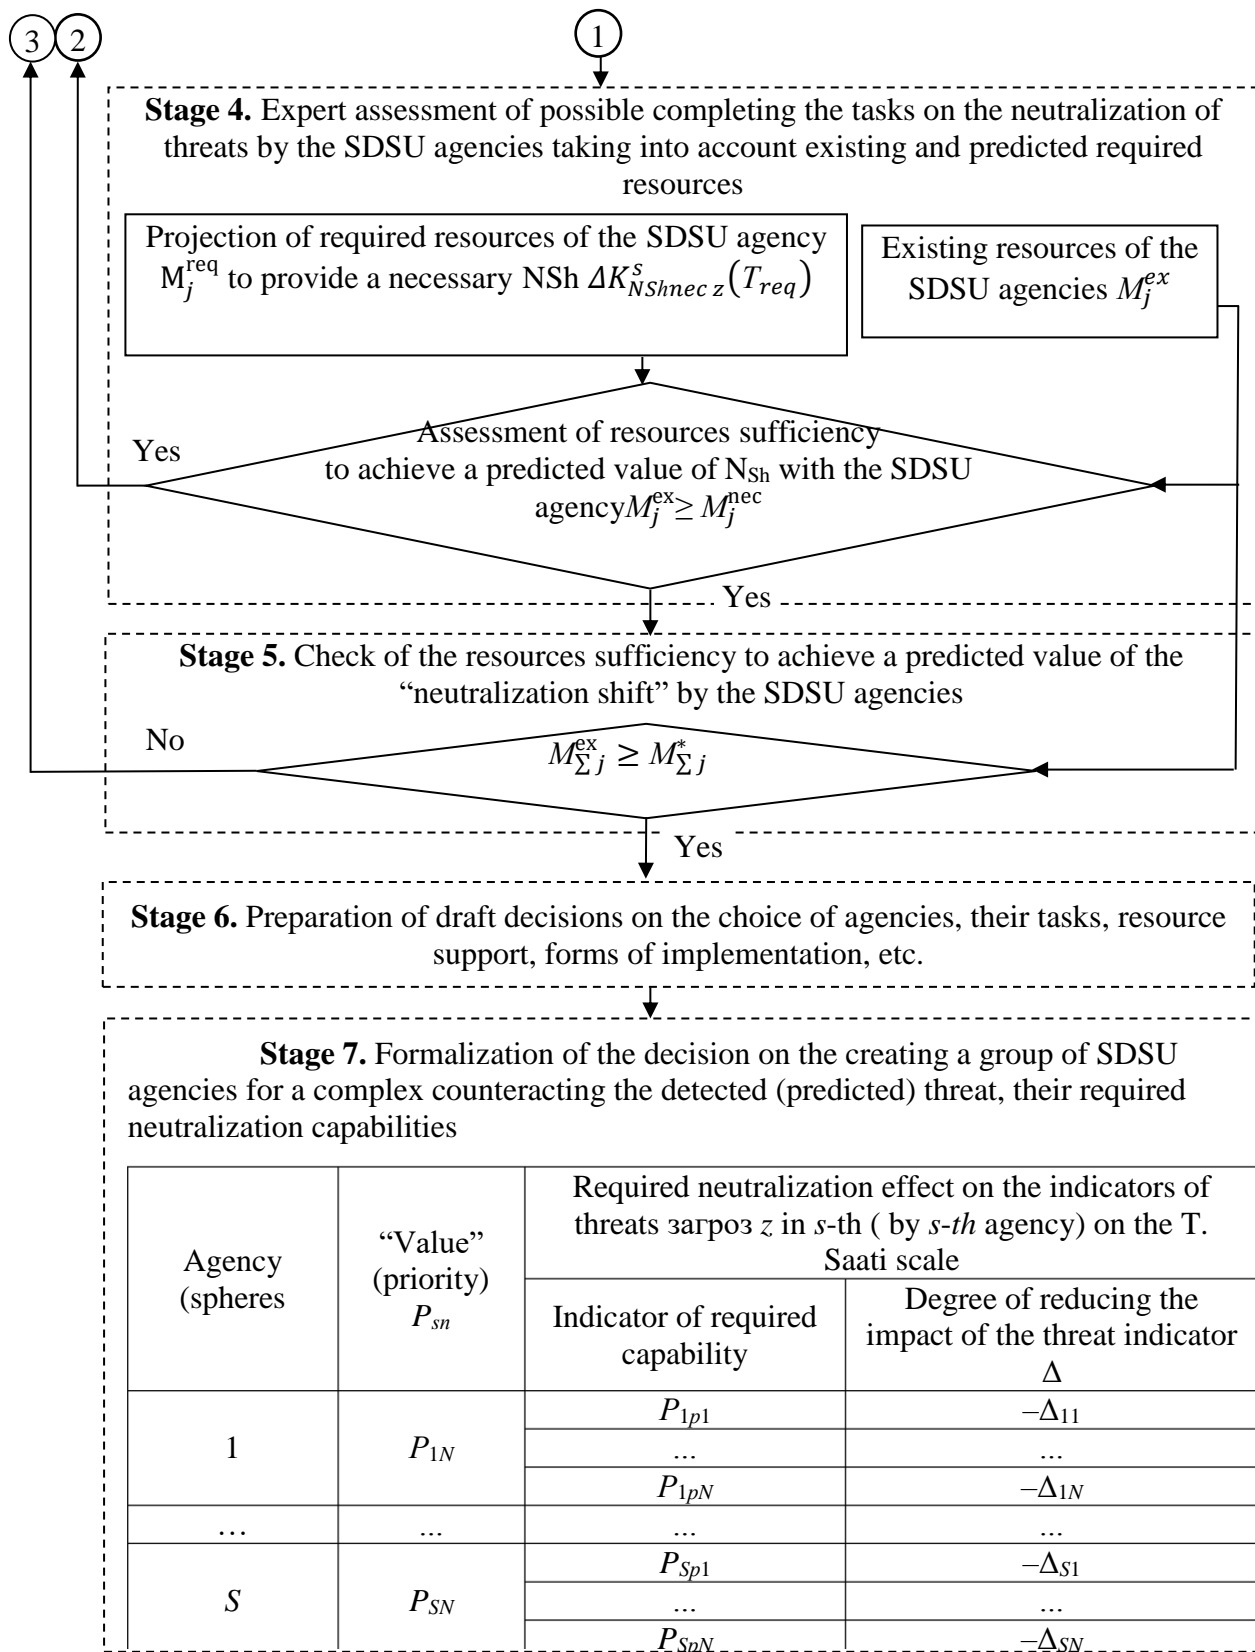 3 2 1
Stage 4. Expert assessment of possible completing the tasks on the neutralization of
threats by the SDSU agencies taking into account existing and predicted required
resources
Projection of required resources of the SDSU agency
M_j^req to provide a necessary NSh ΔK^s_NShnec z(T_req)
Existing resources of the
SDSU agencies M_j^ex
Yes
Assessment of resources sufficiency
to achieve a predicted value of N_Sh with the SDSU
agencyM_j^ex ≥ M_j^nec
Yes
Stage 5. Check of the resources sufficiency to achieve a predicted value of the
“neutralization shift” by the SDSU agencies
No
M_Σj^ex ≥ M_Σj^*
Yes
Stage 6. Preparation of draft decisions on the choice of agencies, their tasks, resource
support, forms of implementation, etc.
Stage 7. Formalization of the decision on the creating a group of SDSU
agencies for a complex counteracting the detected (predicted) threat, their required
neutralization capabilities
Agency
(spheres
“Value”
(priority)
P_sn
Required neutralization effect on the indicators of
threats загроз z in s-th ( by s-th agency) on the T.
Saati scale
Indicator of required
capability
Degree of reducing the
impact of the threat indicator
Δ
1
P_1N
P_1p1
–Δ_11
...
...
P_1pN
–Δ_1N
…
...
...
...
S
P_SN
P_Sp1
–Δ_S1
...
...
P_SpN
–Δ_SN